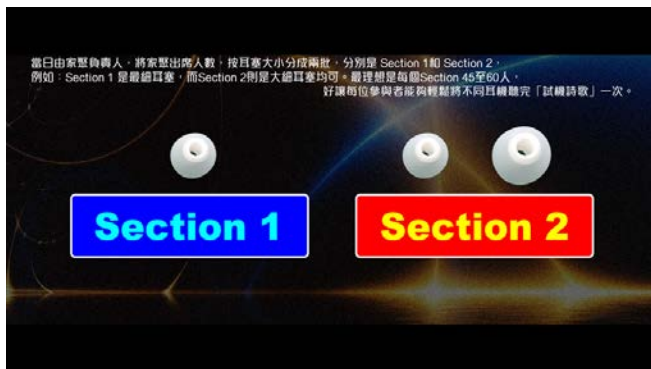 當日由家聚負責人，將家聚出席人數，按耳塞大小分成兩批，分別是 Section 1和 Section 2，
例如：Section 1 是最細耳塞，而Section 2則是大細耳塞均可。最理想是每個Section 45至60人，
好讓每位參與者能夠輕鬆將不同耳機聽完「試機詩歌」一次。
Section 1
Section 2